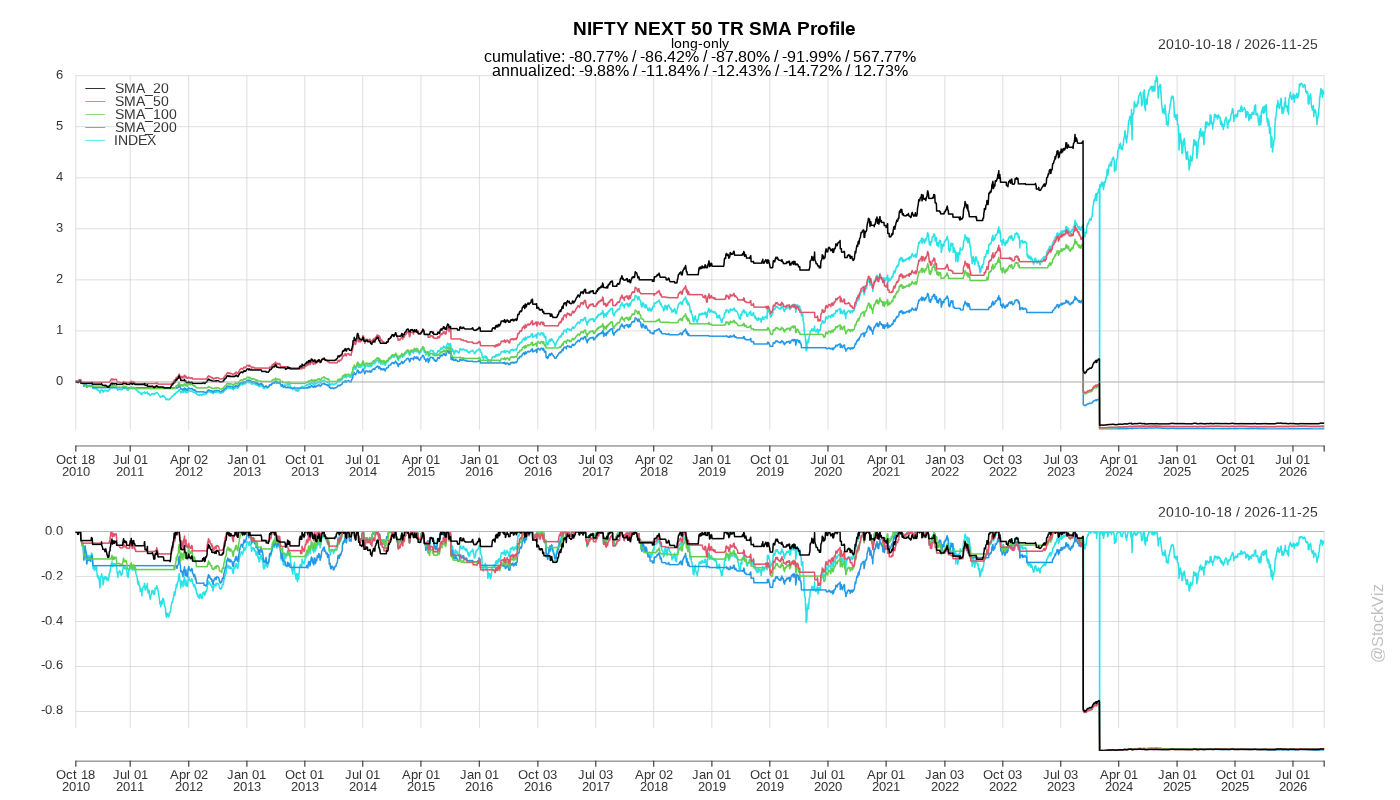 NIFTY NEXT 50 TR SMA Profile
long-only
2010-10-18 / 2026-11-25
cumulative: -80.77% / -86.42% / -87.80% / -91.99% / 567.77%
annualized: -9.88% / -11.84% / -12.43% / -14.72% / 12.73%
SMA_20
SMA_50
SMA_100
SMA_200
INDEX
6
5
4
3
2
1
0
Oct 18 Jul 01 Apr 02 Jan 01 Oct 01 Jul 01 Apr 01 Jan 01 Oct 03 Jul 03 Apr 02 Jan 01 Oct 01 Jul 01 Apr 01 Jan 03 Oct 03 Jul 03 Apr 01 Jan 01 Oct 01 Jul 01
2010 2011 2012 2013 2013 2014 2015 2016 2016 2017 2018 2019 2019 2020 2021 2022 2022 2023 2024 2025 2025 2026
2010-10-18 / 2026-11-25
0.0
-0.2
-0.4
-0.6
-0.8
Oct 18 Jul 01 Apr 02 Jan 01 Oct 01 Jul 01 Apr 01 Jan 01 Oct 03 Jul 03 Apr 02 Jan 01 Oct 01 Jul 01 Apr 01 Jan 03 Oct 03 Jul 03 Apr 01 Jan 01 Oct 01 Jul 01
2010 2011 2012 2013 2013 2014 2015 2016 2016 2017 2018 2019 2019 2020 2021 2022 2022 2023 2024 2025 2025 2026
@StockViz